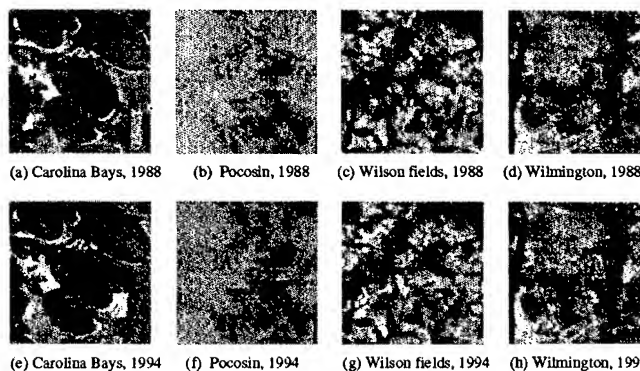 (a) Carolina Bays, 1988 (b) Pocosin, 1988 (c) Wilson fields, 1988 (d) Wilmington, 1988
(e) Carolina Bays, 1994 (f) Pocosin, 1994 (g) Wilson fields, 1994 (h) Wilmington, 199